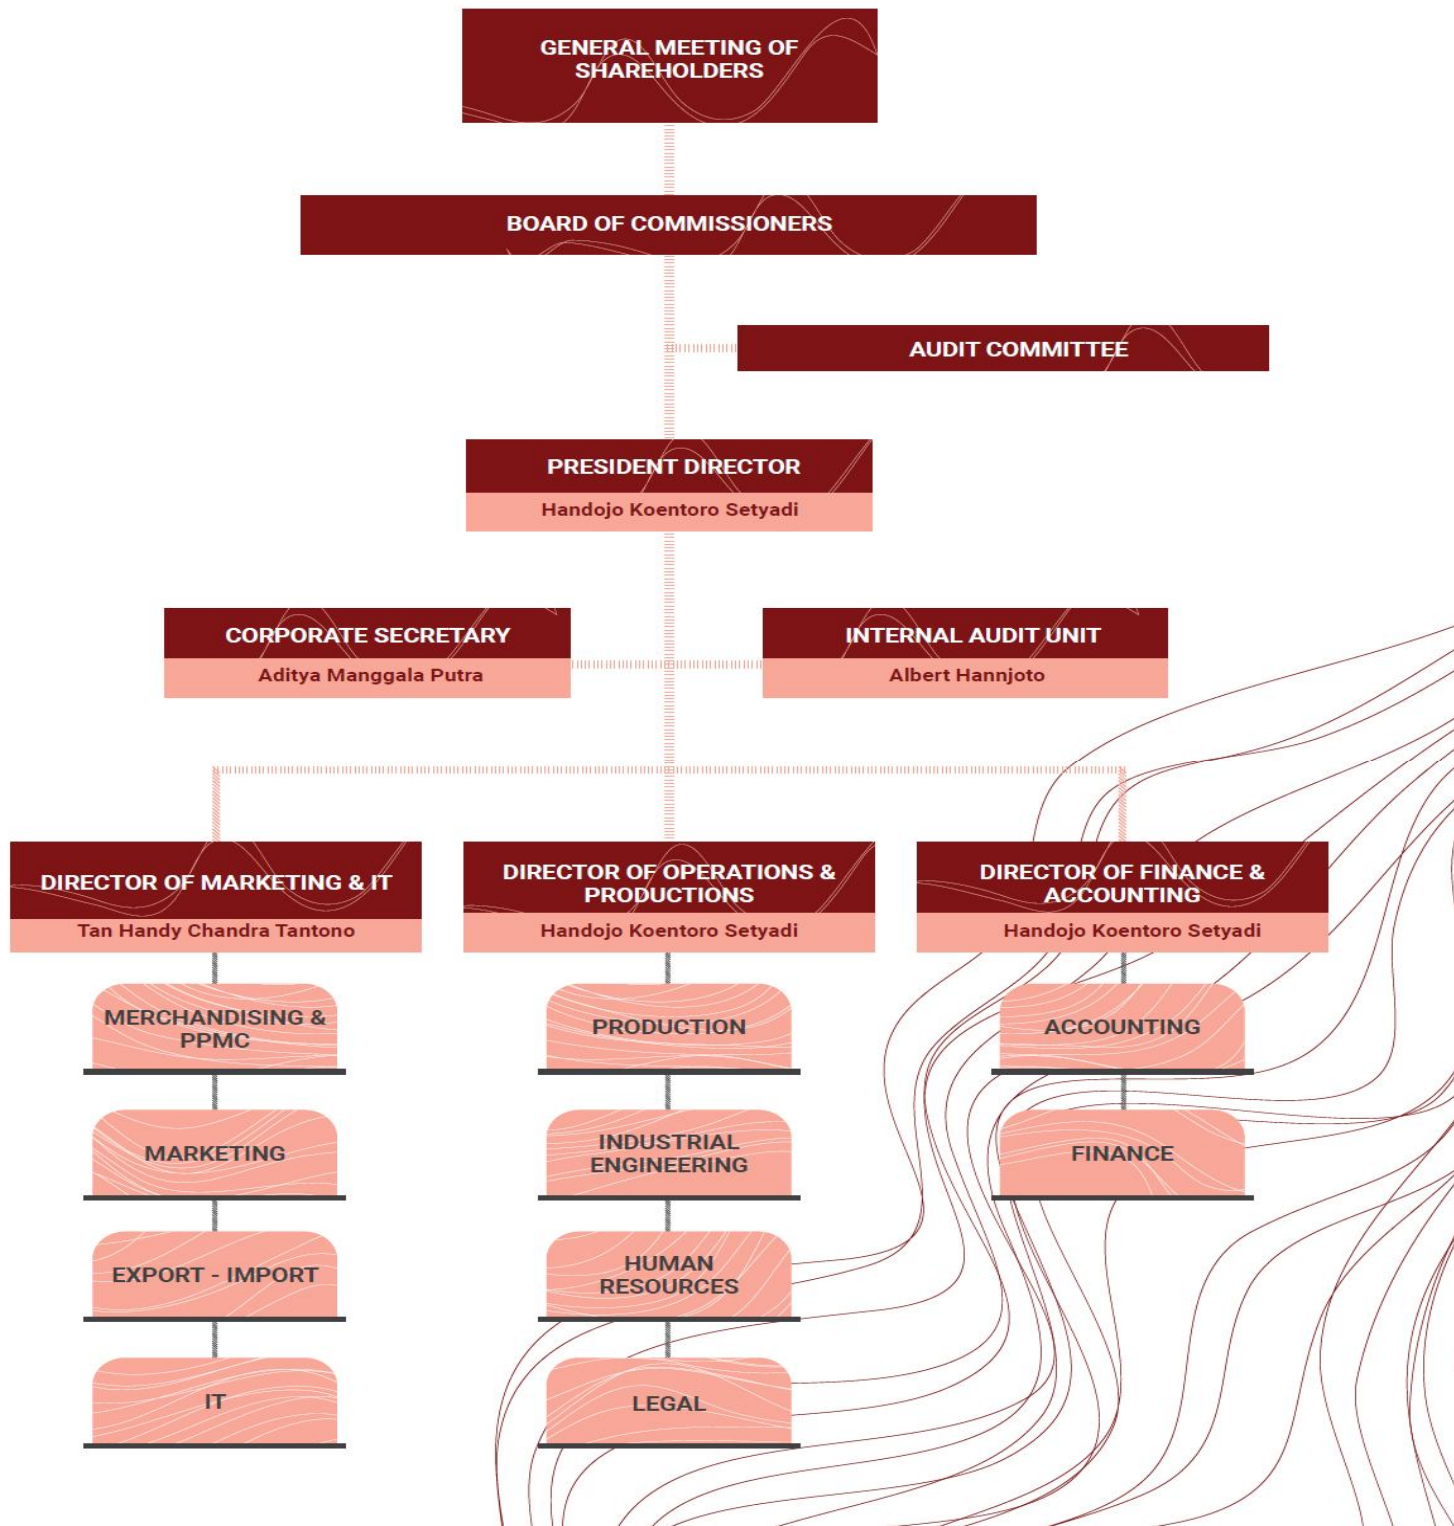 GENERAL MEETING OF
SHAREHOLDERS
BOARD OF COMMISSIONERS
AUDIT COMMITTEE
PRESIDENT DIRECTOR
Handojo Koentoro Setyadi
CORPORATE SECRETARY
Aditya Manggala Putra
INTERNAL AUDIT UNIT
Albert Hannjoto
DIRECTOR OF MARKETING & IT
Tan Handy Chandra Tantono
MERCHANDISING &
PPMC
MARKETING
EXPORT - IMPORT
IT
DIRECTOR OF OPERATIONS &
PRODUCTIONS
Handojo Koentoro Setyadi
PRODUCTION
INDUSTRIAL
ENGINEERING
HUMAN
RESOURCES
LEGAL
DIRECTOR OF FINANCE &
ACCOUNTING
Handojo Koentoro Setyadi
ACCOUNTING
FINANCE